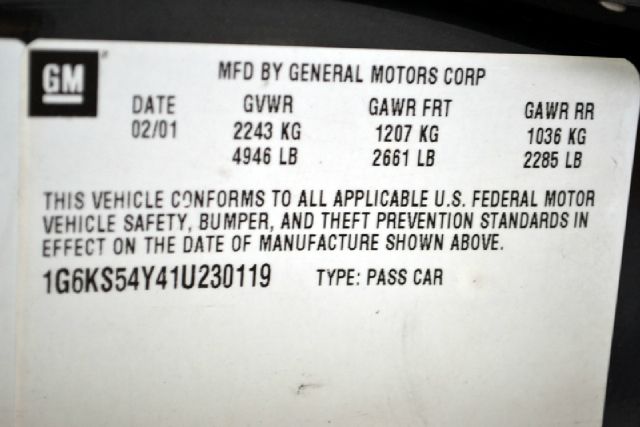 GM
MFD BY GENERAL MOTORS CORP
DATE GVWR GAWR FRT GAWR RR
02/01 2243 KG 1207 KG 1036 KG
4946 LB 2661 LB 2285 LB
THIS VEHICLE CONFORMS TO ALL APPLICABLE U.S. FEDERAL MOTOR
VEHICLE SAFETY, BUMPER, AND THEFT PREVENTION STANDARDS IN
EFFECT ON THE DATE OF MANUFACTURE SHOWN ABOVE.
1G6KS54Y41U230119 TYPE: PASS CAR